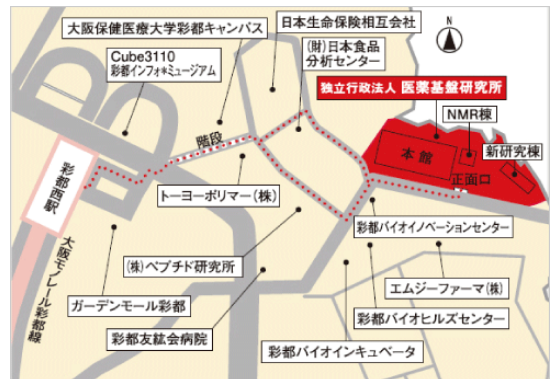 日本生命保険相互会社
大阪保健医療大学彩都キャンパス
(財)日本食品
分析センター
N
Cube3110
彩都インフォ*ミュージアム
独立行政法人 医薬基盤研究所
NMR棟
新研究棟
本館
階段
正面口
彩都西駅
トーヨーポリマー(株)
彩都バイオイノベーションセンター
(株)ペプチド研究所
エムジーファーマ(株)
ガーデンモール彩都
彩都バイオヒルズセンター
彩都友紘会病院
彩都バイオインキュベータ
大阪モノレール彩都線